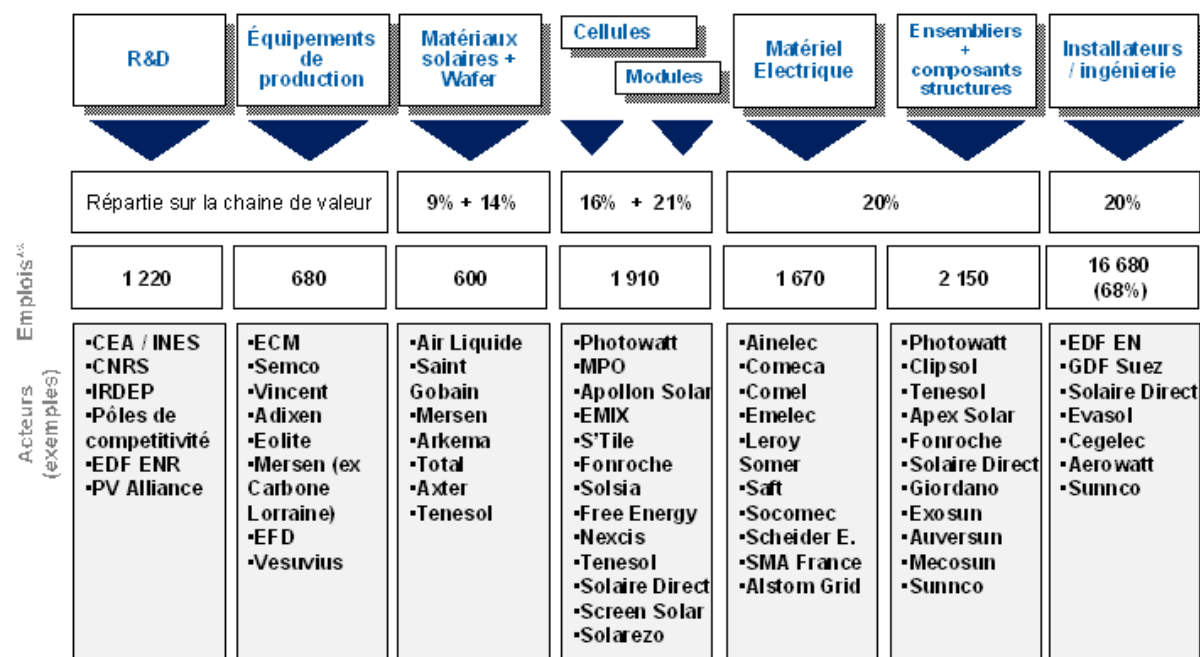 R&D
Équipements
de
production
Matériaux
solaires +
Wafer
Cellules
Modules
Matériel
Electrique
Ensembliers
+
composants
structures
Installateurs
/ ingénierie
Répartie sur la chaine de valeur
9% + 14%
16% + 21%
20%
20%
Emplois
1 220
680
600
1 910
1 670
2 150
16 680
(68%)
Acteurs
(exemples)
▪CEA / INES
▪CNRS
▪IRDEP
▪Pôles de
competitivité
▪EDF ENR
▪PV Alliance
▪ECM
▪Semco
▪Vincent
▪Adixen
▪Eolite
▪Mersen (ex
Carbone
Lorraine)
▪EFD
▪Vesuvius
▪Air Liquide
▪Saint
Gobain
▪Mersen
▪Arkema
▪Total
▪Axter
▪Tenesol
▪Photowatt
▪MPO
▪Apollon Solar
▪EMIX
▪S'Tile
▪Fonroche
▪Solsia
▪Free Energy
▪Nexcis
▪Tenesol
▪Solaire Direct
▪Screen Solar
▪Solarezo
▪Ainelec
▪Comeca
▪Comel
▪Emelec
▪Leroy
Somer
▪Saft
▪Socomec
▪Scheider E.
▪SMA France
▪Alstom Grid
▪Photowatt
▪Clipsol
▪Tenesol
▪Apex Solar
▪Fonroche
▪Solaire Direct
▪Giordano
▪Exosun
▪Auversun
▪Mecosun
▪Sunnco
▪EDF EN
▪GDF Suez
▪Solaire Direct
▪Evasol
▪Cegelec
▪Aerowatt
▪Sunnco